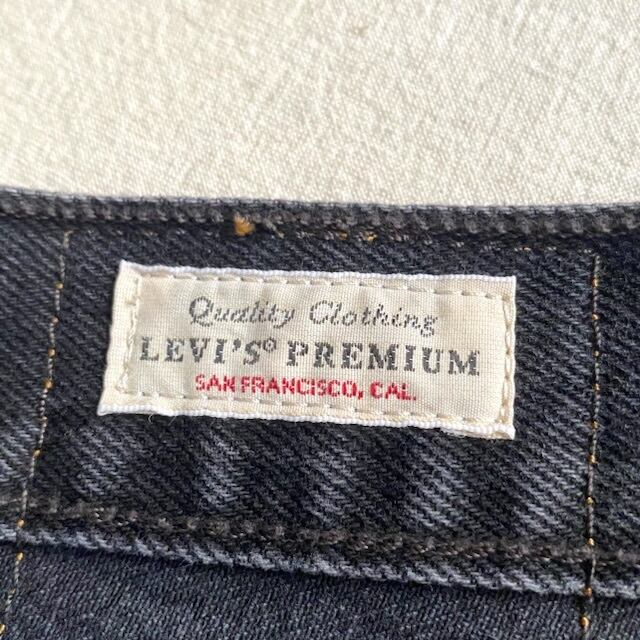 Quality Clothing
LEVI'S® PREMIUM
SAN FRANCISCO, CAL.